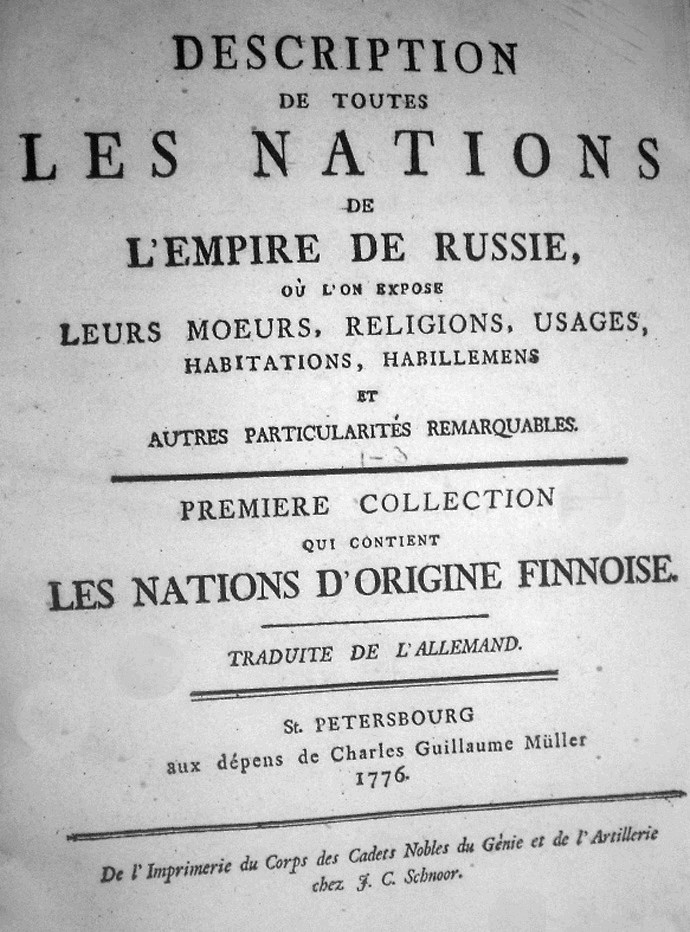 DESCRIPTION
DE TOUTES
LES NATIONS
DE
L'EMPIRE DE RUSSIE,
OÙ L'ON EXPOSE
LEURS MOEURS, RELIGIONS, USAGES,
HABITATIONS, HABILLEMENS
ET
AUTRES PARTICULARITÉS REMARQUABLES.
1-3
PREMIERE COLLECTION
QUI CONTIENT
LES NATIONS D'ORIGINE FINNOISE.
TRADUITE DE L'ALLEMAND.
St. PETERSBOURG
aux dépens de Charles Guillaume Müller
1776.
De l'Imprimerie du Corps des Cadets Nobles du Génie et de l'Artillerie
chez J. C. Schnoor.